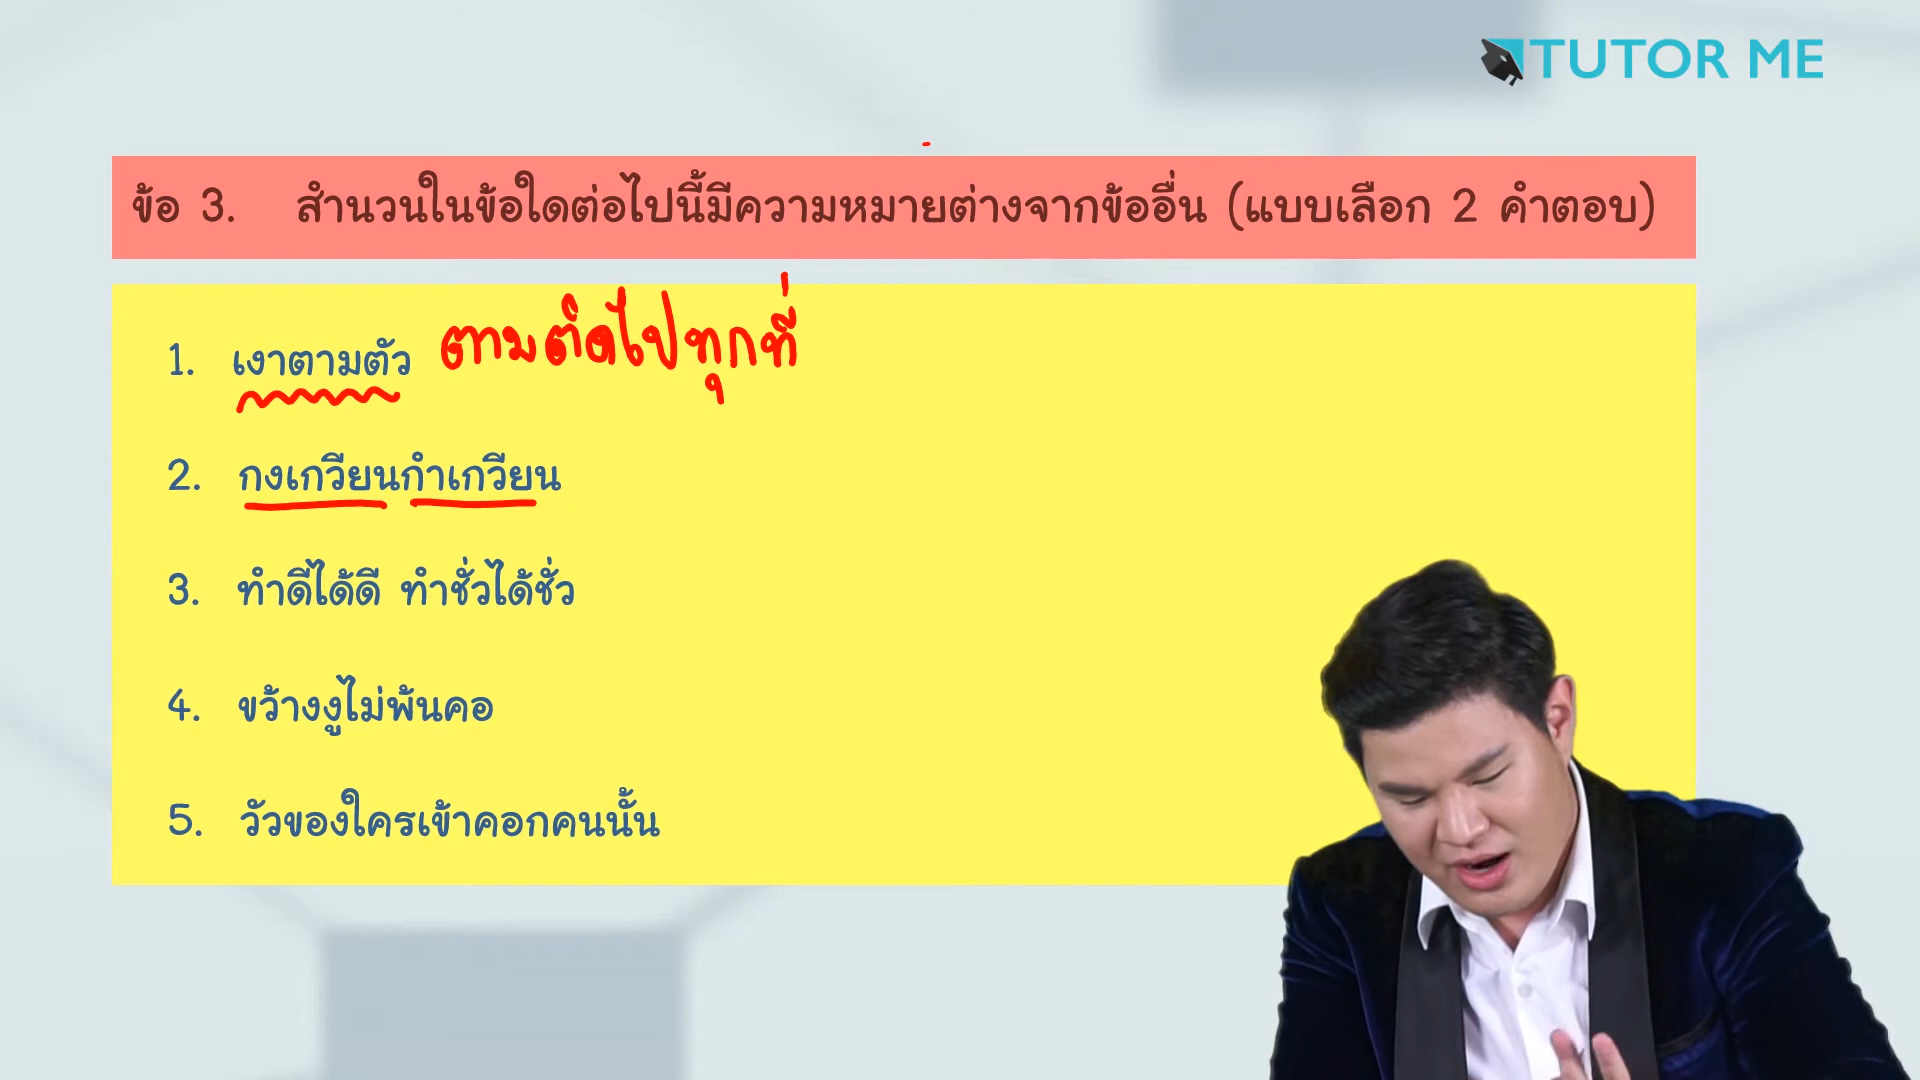 TUTOR ME
ข้อ 3. สำนวนในข้อใดต่อไปนี้มีความหมายต่างจากข้ออื่น (แบบเลือก 2 คำตอบ)
1. เงาตามตัว ตามติดไปทุกที่
2. กงเกวียนกำเกวียน
3. ทำดีได้ดี ทำชั่วได้ชั่ว
4. ขว้างงูไม่พ้นคอ
5. วัวของใครเข้าคอกคนนั้น